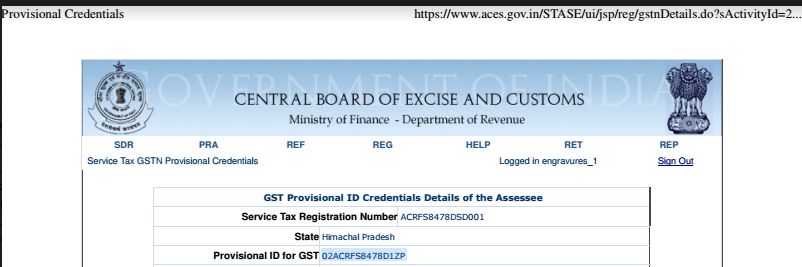 Provisional Credentials https://www.aces.gov.in/STASE/ui/jsp/reg/gstnDetails.do?sActivityId=2...
GOVERNMENT OF INDIA
CENTRAL BOARD OF EXCISE AND CUSTOMS
Ministry of Finance - Department of Revenue
SDR PRA REF REG HELP RET REP
Service Tax GSTN Provisional Credentials Logged in engravures_1 Sign Out
GST Provisional ID Credentials Details of the Assessee
Service Tax Registration Number ACRFS8478DSD001
State Himachal Pradesh
Provisional ID for GST 02ACRFS8478D1ZP